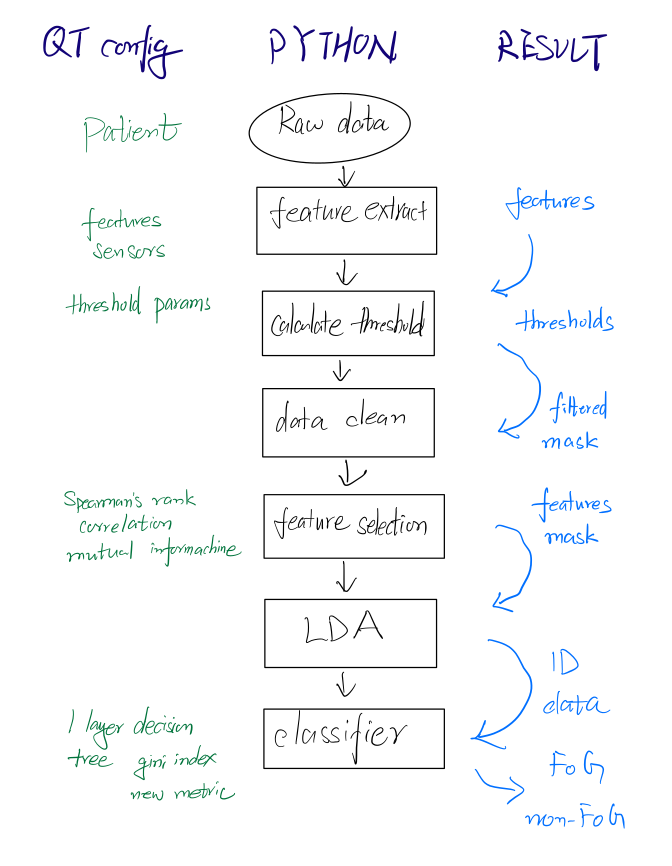 QT config PYTHON RESULT
Patient
Raw data
feature extract
features
features
sensors
threshold params
calculate threshold
thresholds
data clean
filtered
mask
Spearman's rank
correlation
mutual informachine
feature selection
features
mask
LDA
1D
data
1 layer decision
tree gini index
new metric
classifier
FoG
non-FoG